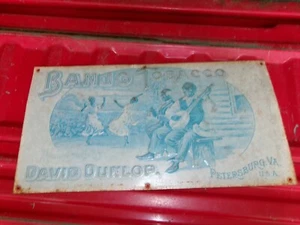 BANJO TOBACCO
DAVID DUNLOP.
PETERSBURG, VA.
U.S.A.